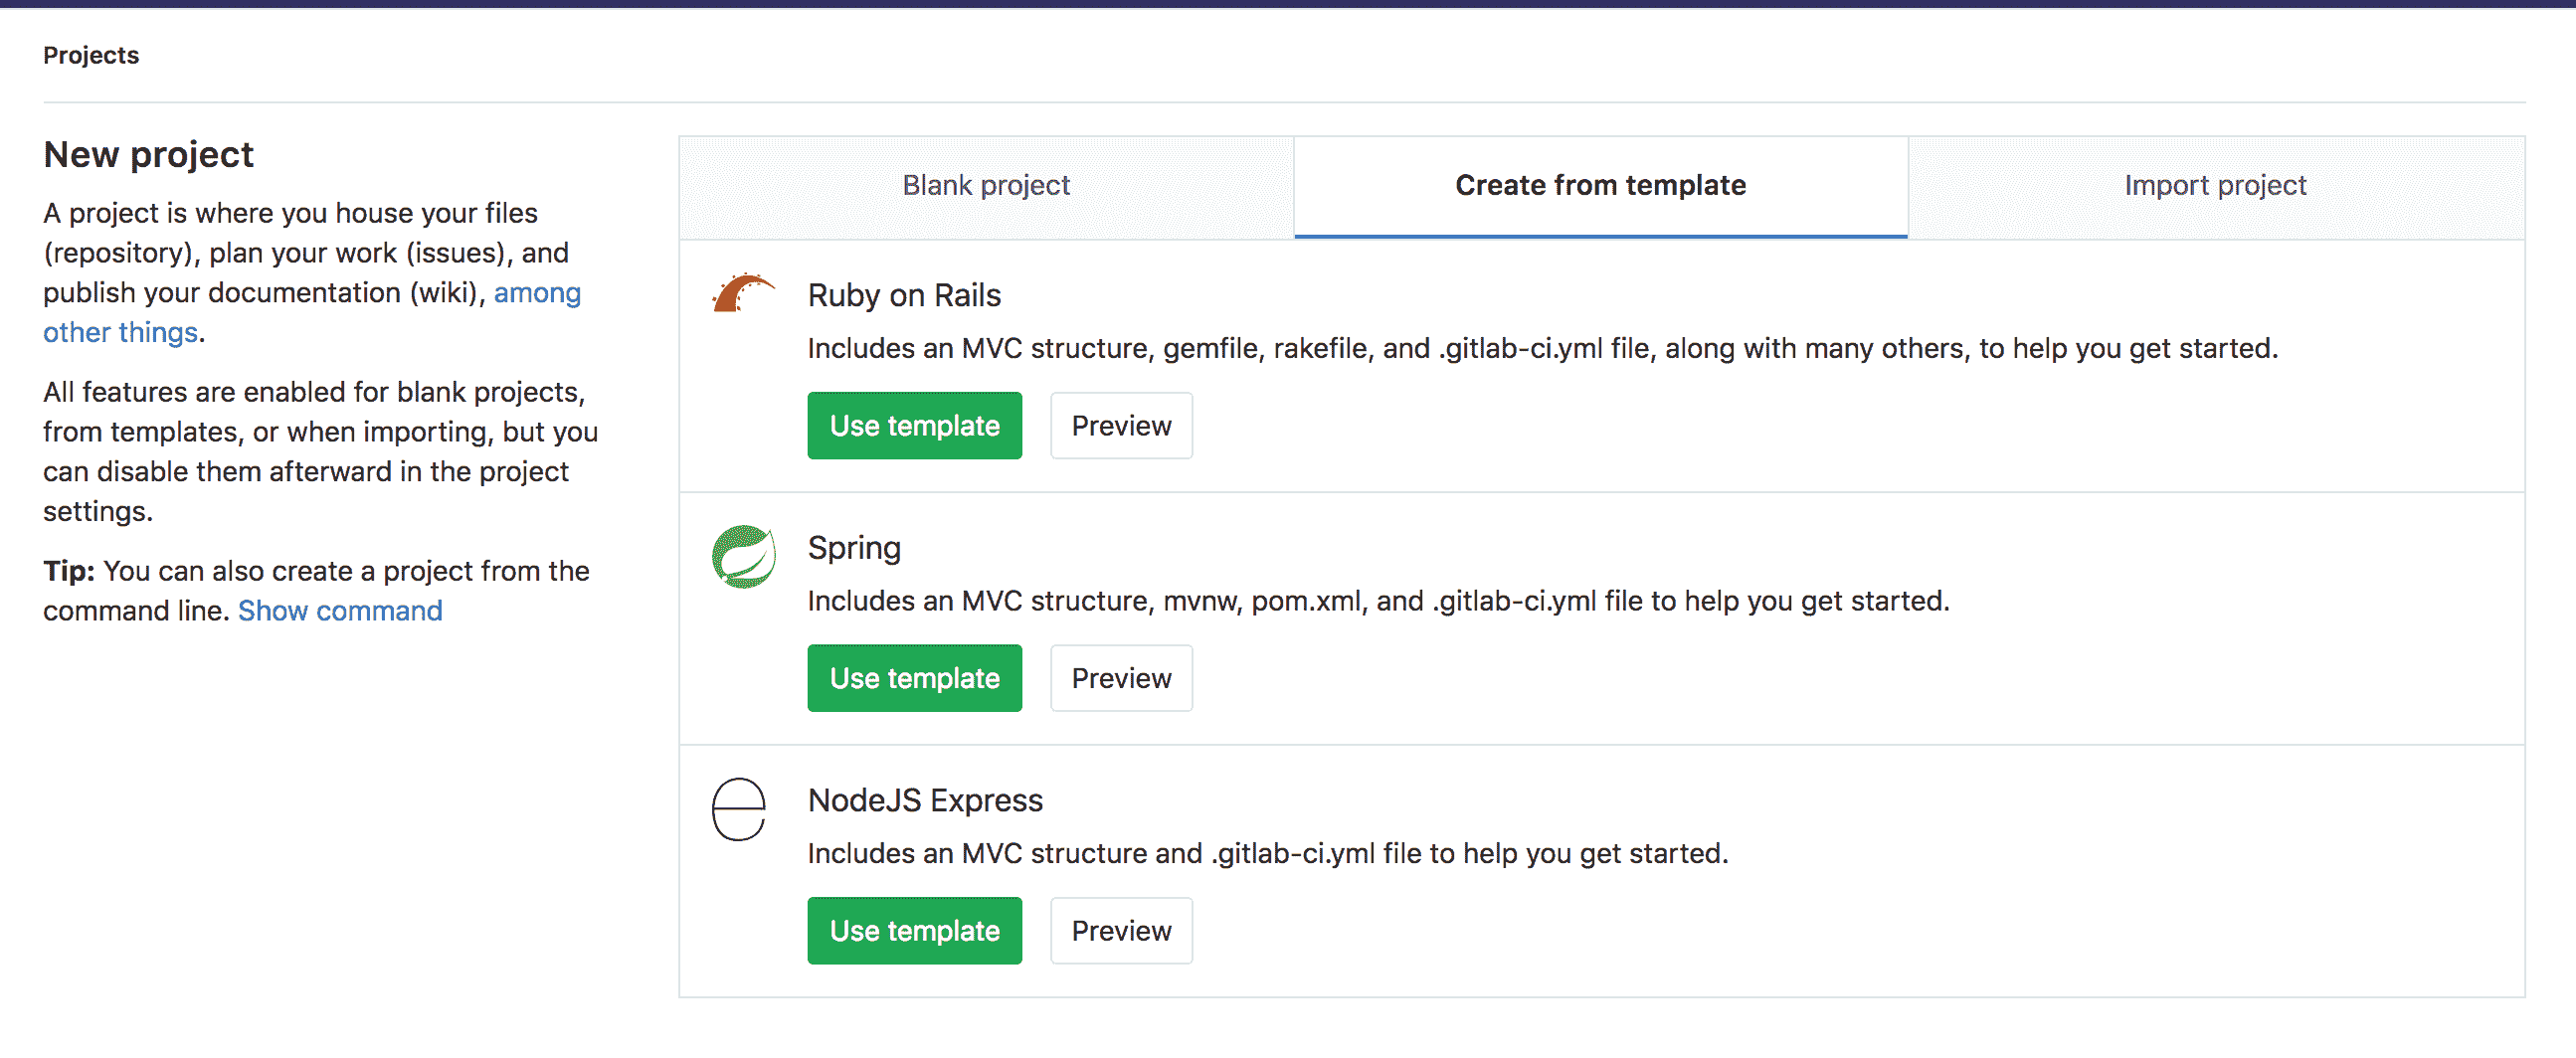 Projects
New project
A project is where you house your files
(repository), plan your work (issues), and
publish your documentation (wiki), among
other things.
All features are enabled for blank projects,
from templates, or when importing, but you
can disable them afterward in the project
settings.
Tip: You can also create a project from the
command line. Show command
Blank project
Create from template
Import project
Ruby on Rails
Includes an MVC structure, gemfile, rakefile, and .gitlab-ci.yml file, along with many others, to help you get started.
Use template
Preview
Spring
Includes an MVC structure, mvnw, pom.xml, and .gitlab-ci.yml file to help you get started.
Use template
Preview
NodeJS Express
Includes an MVC structure and .gitlab-ci.yml file to help you get started.
Use template
Preview